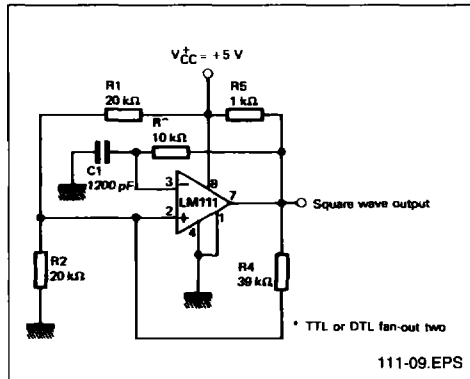 V+CC = +5 V
R1
20 kΩ
R5
1 kΩ
10 kΩ
C1
1200 pF
3
−
8
7
LM111
2
+
4
1
Square wave output
R2
20 kΩ
R4
39 kΩ
* TTL or DTL fan-out two
111-09.EPS